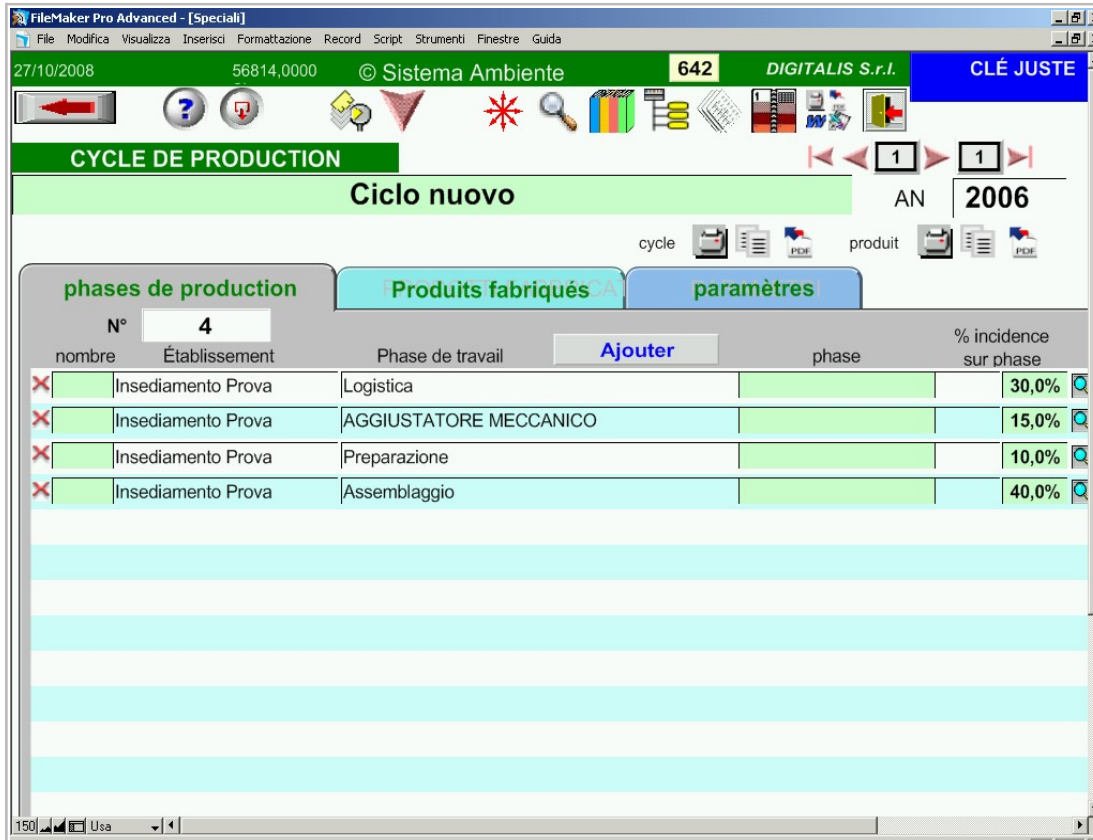 FileMaker Pro Advanced - [Speciali]
File Modifica Visualizza Inserisci Formattazione Record Script Strumenti Finestre Guida
27/10/2008 56814,0000 © Sistema Ambiente 642 DIGITALIS S.r.l. CLÉ JUSTE
CYCLE DE PRODUCTION 1 1
Ciclo nuovo AN 2006
cycle PDF produit PDF
phases de production Produits fabriqués paramètres
N° 4
nombre Établissement Phase de travail Ajouter phase % incidence sur phase
Insediamento Prova Logistica 30,0%
Insediamento Prova AGGIUSTATORE MECCANICO 15,0%
Insediamento Prova Preparazione 10,0%
Insediamento Prova Assemblaggio 40,0%
150 Usa